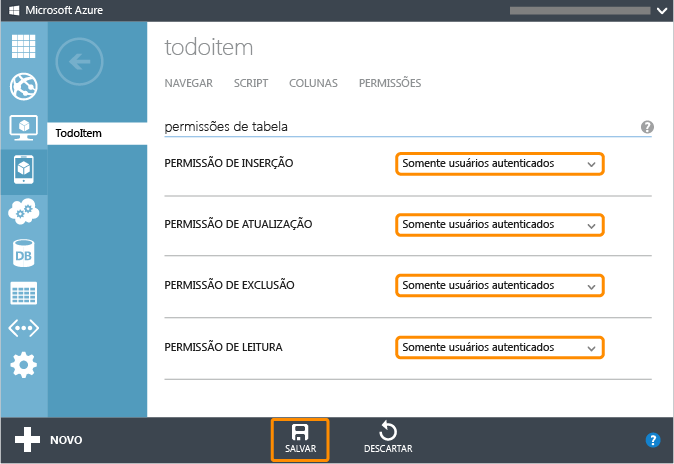 Microsoft Azure
todoitem
NAVEGAR SCRIPT COLUNAS PERMISSÕES
TodoItem
permissões de tabela ?
PERMISSÃO DE INSERÇÃO Somente usuários autenticados
PERMISSÃO DE ATUALIZAÇÃO Somente usuários autenticados
DB
PERMISSÃO DE EXCLUSÃO Somente usuários autenticados
PERMISSÃO DE LEITURA Somente usuários autenticados
NOVO SALVAR DESCARTAR ?